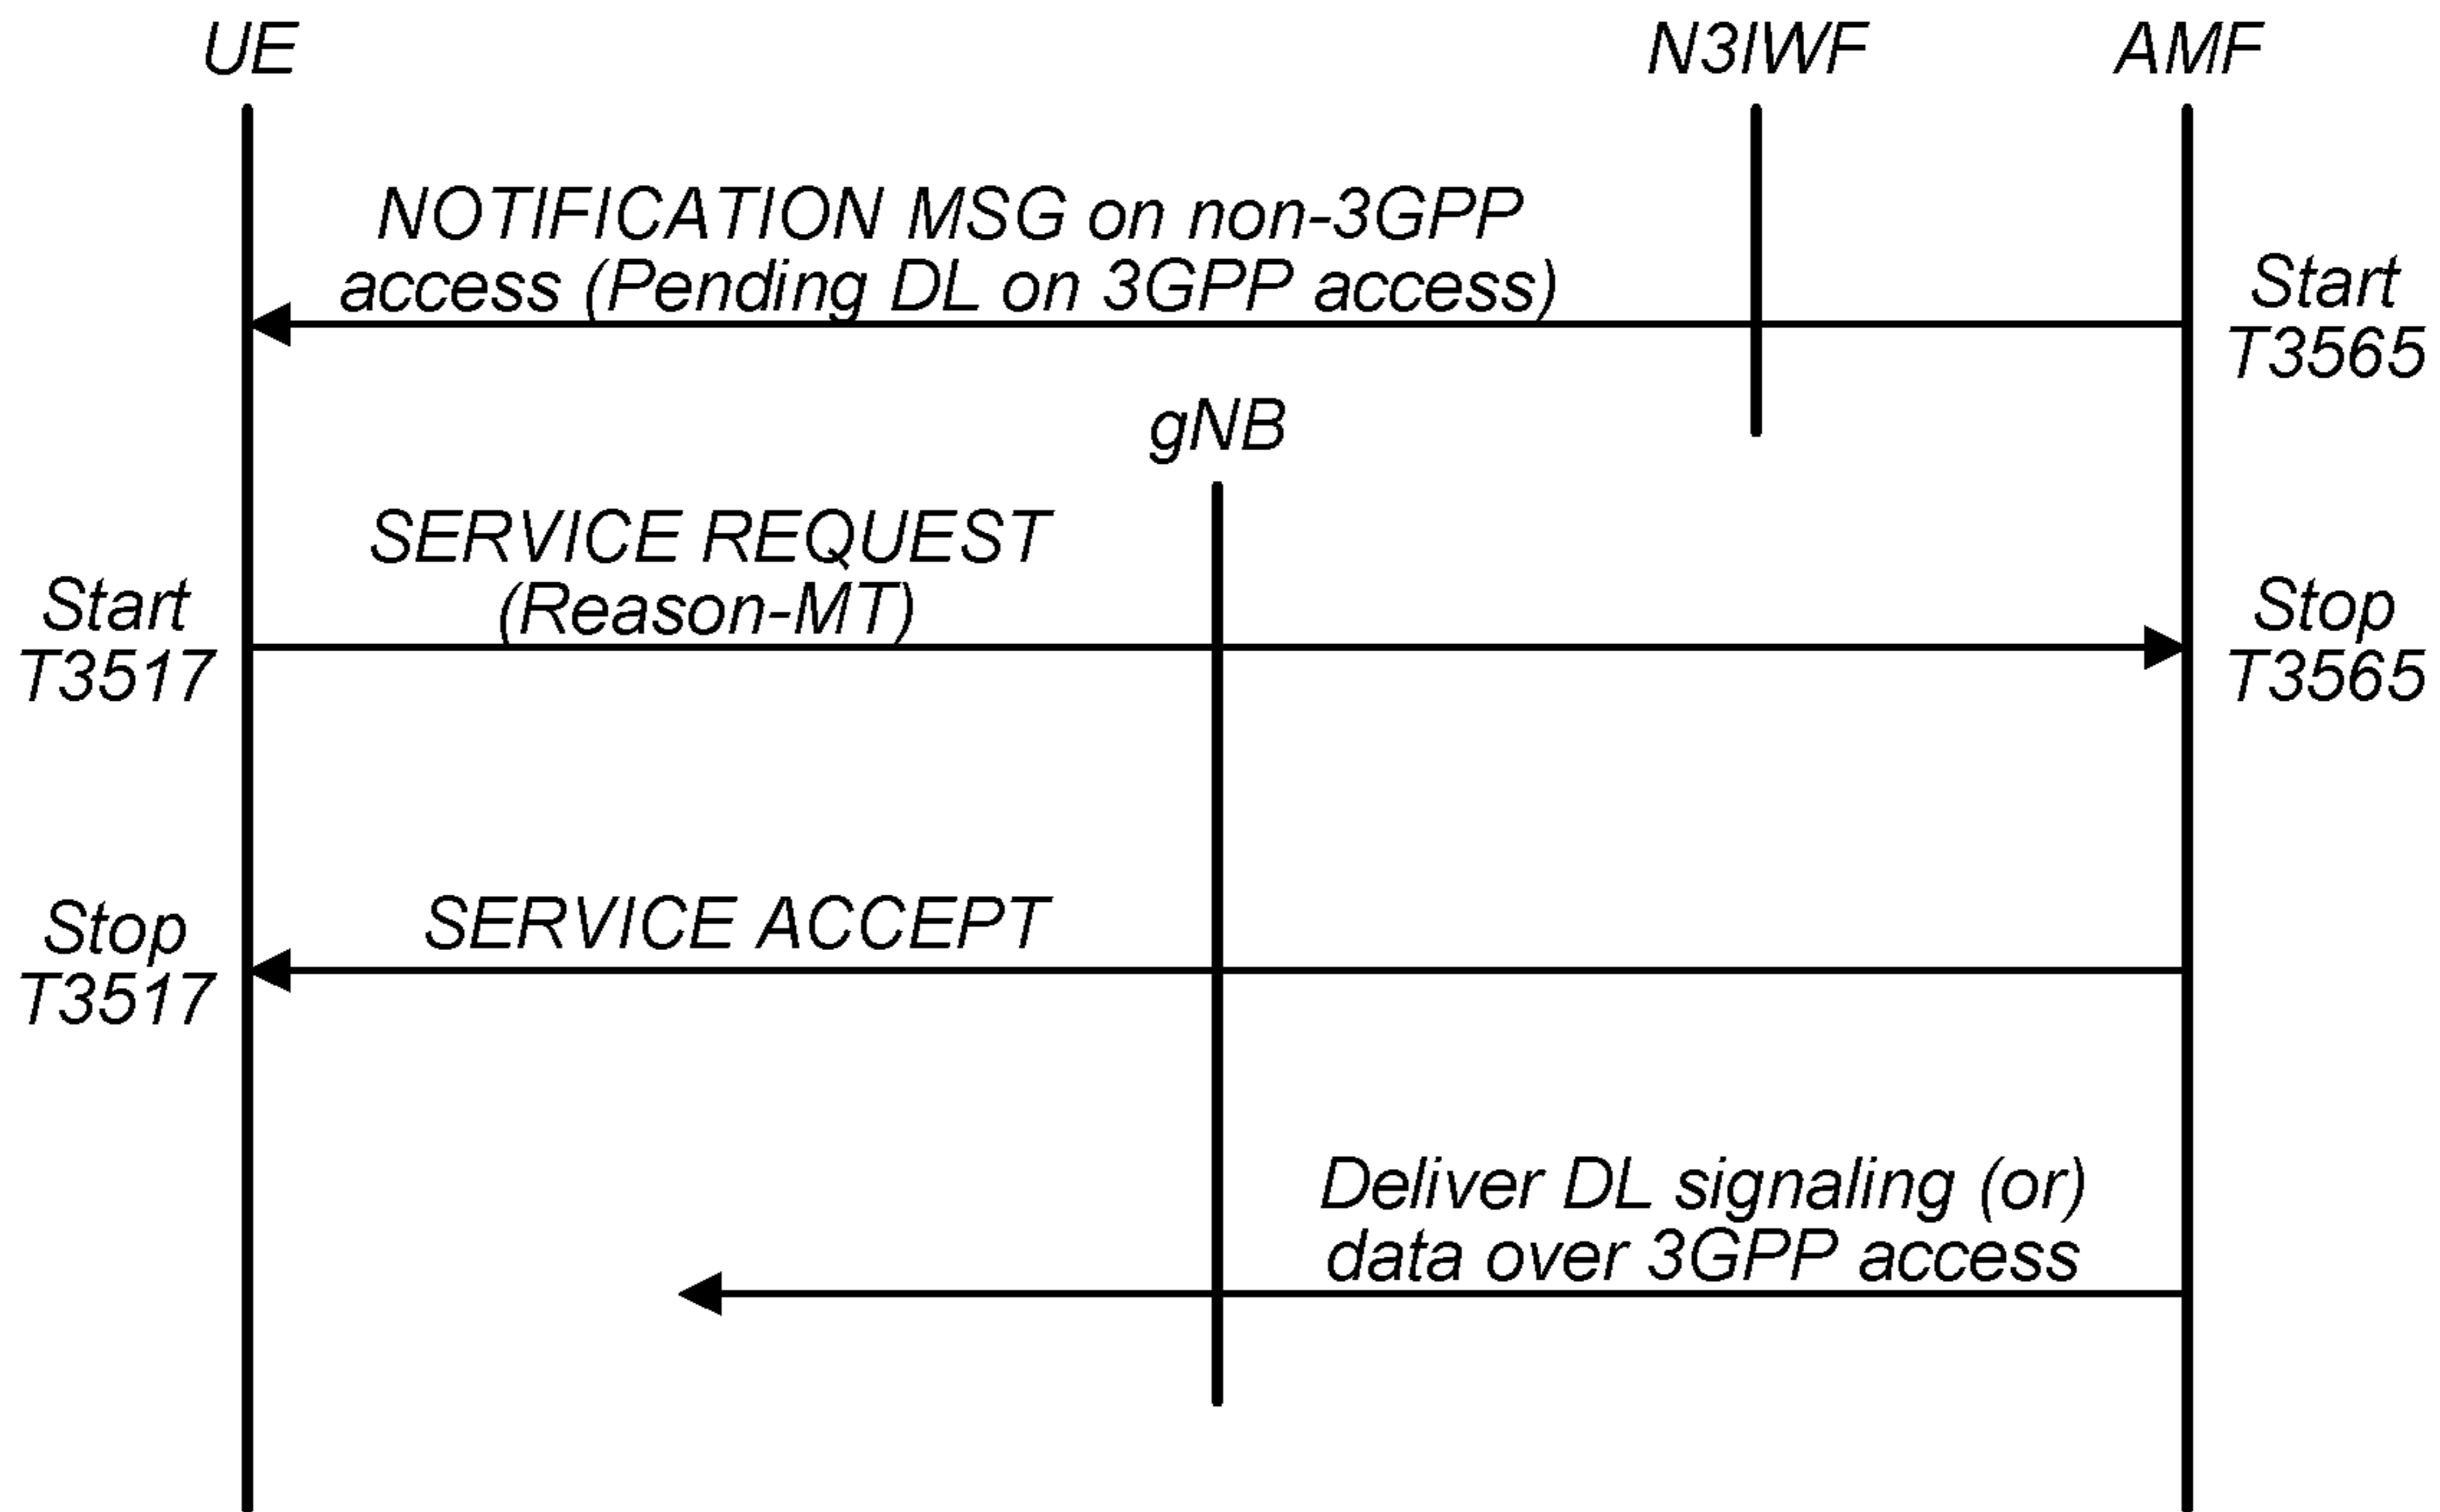 UE
N3IWF
AMF
NOTIFICATION MSG on non-3GPP
access (Pending DL on 3GPP access)
Start
T3565
gNB
SERVICE REQUEST
(Reason-MT)
Start
T3517
Stop
T3565
SERVICE ACCEPT
Stop
T3517
Deliver DL signaling (or)
data over 3GPP access